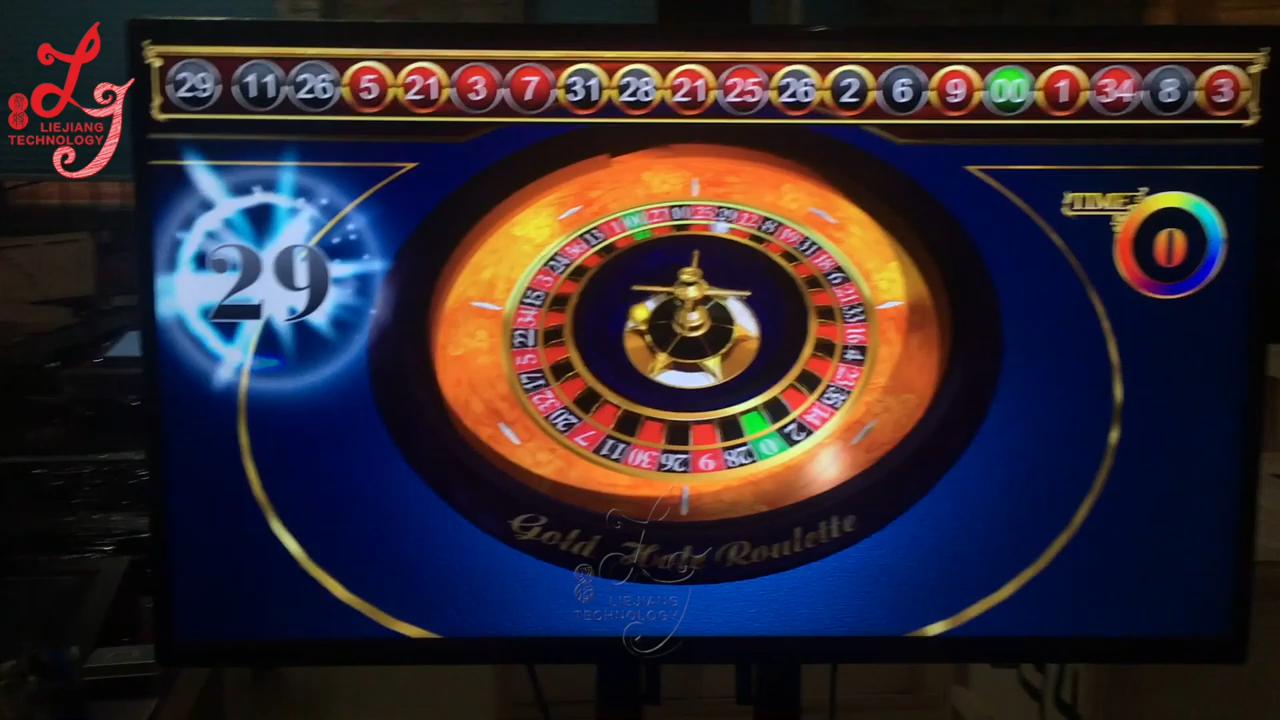 29 11 26 5 21 3 7 31 28 21 25 26 2 6 9 00 1 34 8 3
LIEJIANG
TECHNOLOGY
TIME
0
29
Gold Hole Roulette
LIEJIANG
TECHNOLOGY